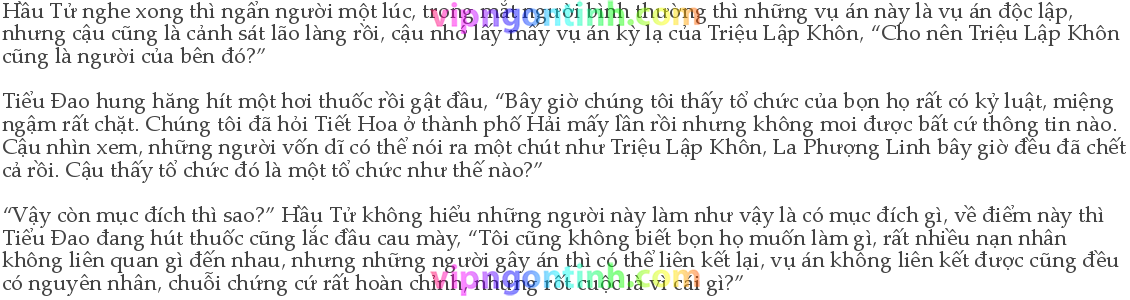 Hầu Tử nghe xong thì ngẩn người một lúc, trong mắt người bình thường thì những vụ án này là vụ án độc lập,
nhưng cậu cũng là cảnh sát lão làng rồi, cậu nhớ lấy mấy vụ án kỳ lạ của Triệu Lập Khôn, “Cho nên Triệu Lập Khôn
cũng là người của bên đó?”
Tiểu Đao hung hăng hít một hơi thuốc rồi gật đầu, “Bây giờ chúng tôi thấy tổ chức của bọn họ rất có kỷ luật, miệng
ngậm rất chặt. Chúng tôi đã hỏi Tiết Hoa ở thành phố Hải mấy lần rồi nhưng không moi được bất cứ thông tin nào.
Cậu nhìn xem, những người vốn dĩ có thể nói ra một chút như Triệu Lập Khôn, La Phượng Linh bây giờ đều đã chết
cả rồi. Cậu thấy tổ chức đó là một tổ chức như thế nào?”
“Vậy còn mục đích thì sao?” Hầu Tử không hiểu những người này làm như vậy là có mục đích gì, về điểm này thì
Tiểu Đao đang hút thuốc cũng lắc đầu cau mày, “Tôi cũng không biết bọn họ muốn làm gì, rất nhiều nạn nhân
không liên quan gì đến nhau, nhưng những người gây án thì có thể liên kết lại, vụ án không liên kết được cũng đều
có nguyên nhân, chuỗi chứng cứ rất hoàn chỉnh, nhưng rốt cuộc là vì cái gì?”
vipngontinh.com
vipngontinh.com